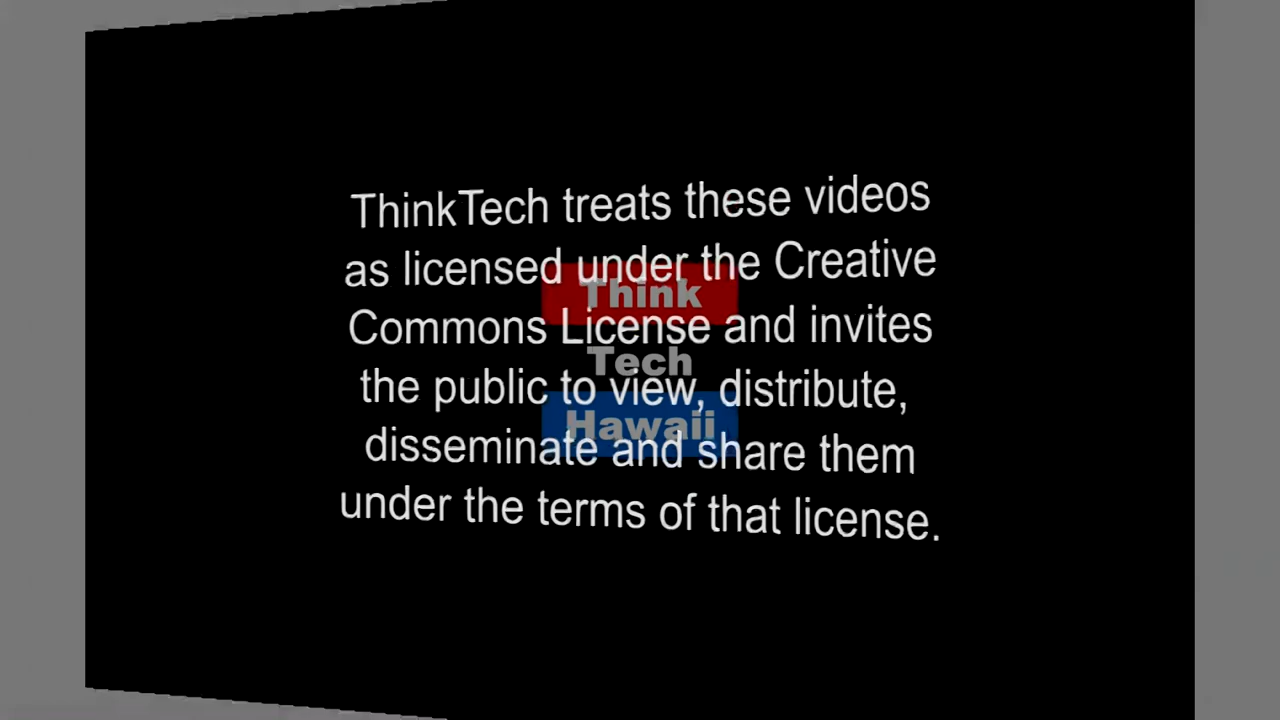 ThinkTech treats these videos
as licensed under the Creative
Commons License and invites
the public to view, distribute,
disseminate and share them
under the terms of that license.
Think
Tech
Hawaii